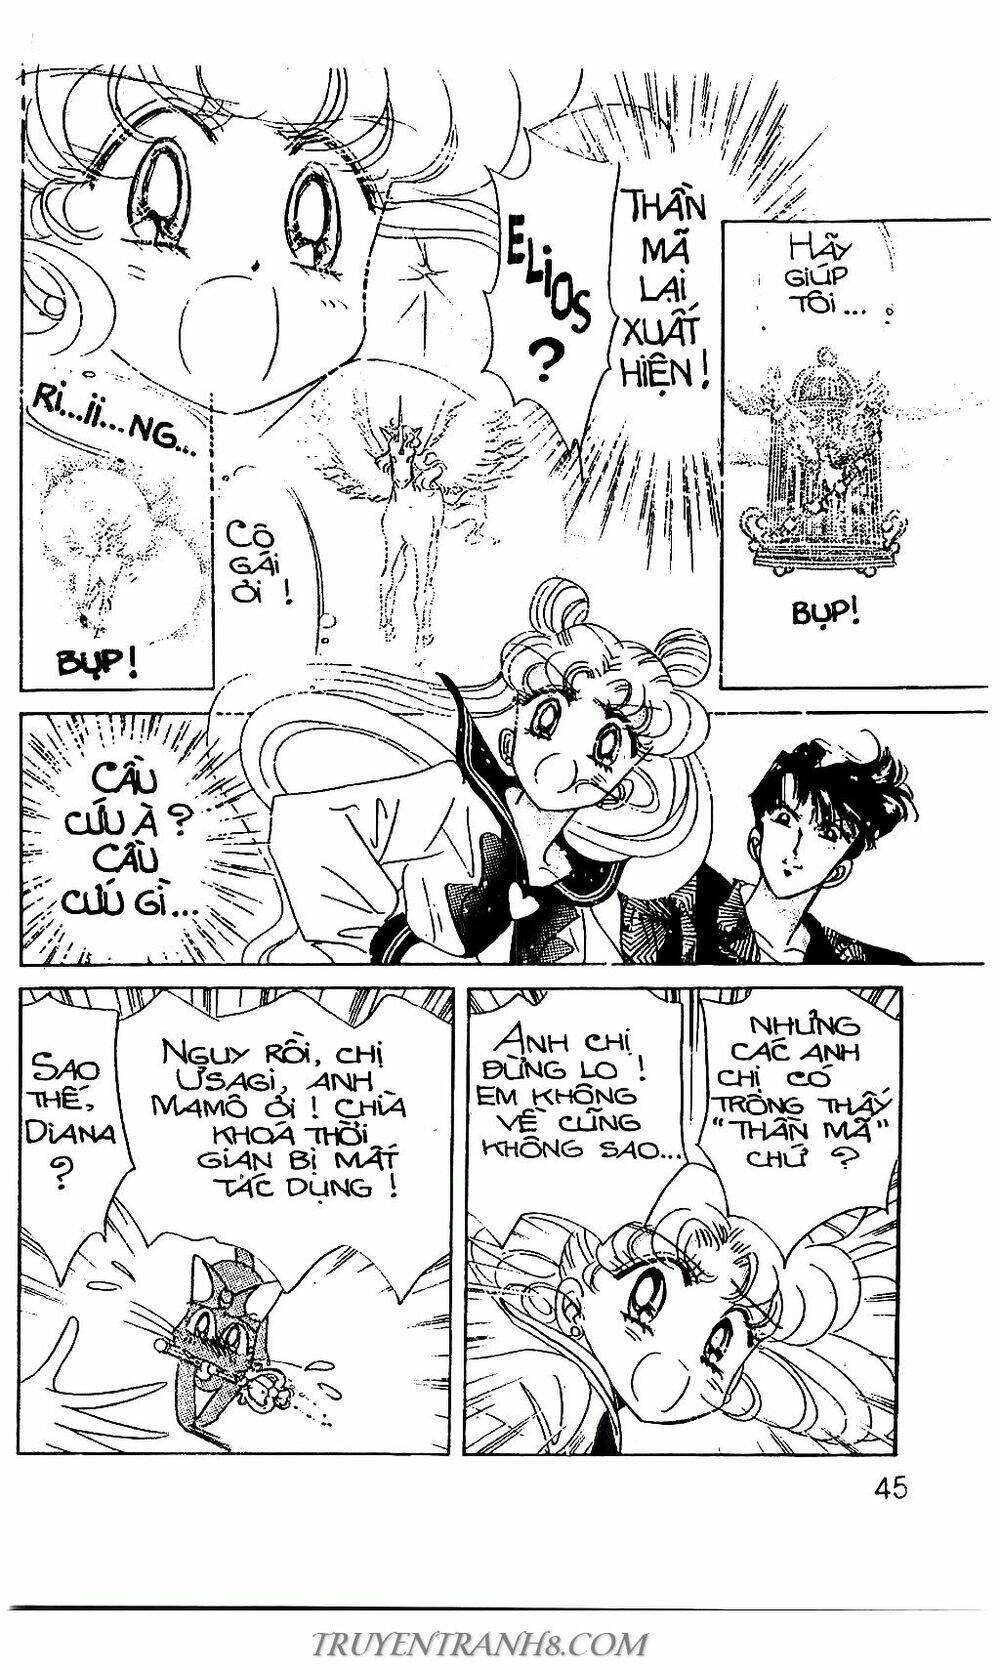 RI...II...NG...
BỤP!
CÔ
GÁI
ƠI !
ELIOS
?
THẦN
MÃ
LẠI
XUẤT
HIỆN !
HÃY
GIÚP
TÔI...
BỤP!
CẦU
CỨU À ?
CẦU
CỨU GÌ...
SAO
THẾ,
DIANA
?
NGUY RỒI, CHỊ
ƯSAGI, ANH
MAMÔ ƠI ! CHÌA
KHOÁ THỜI
GIAN BỊ MẤT
TÁC DỤNG !
ANH CHỊ
ĐỪNG LO !
EM KHÔNG
VỀ CŨNG
KHÔNG SAO...
NHƯNG
CÁC ANH
CHỊ CÓ
TRÔNG THẤY
"THẦN MÃ"
CHỨ ?
45
TRUYENTRANH8.COM